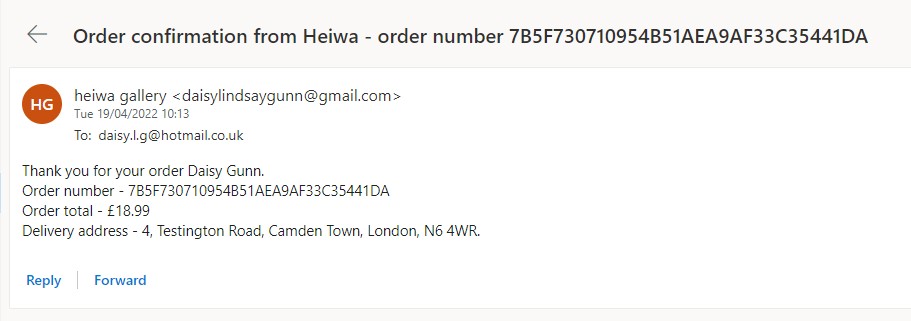 Order confirmation from Heiwa - order number 7B5F730710954B51AEA9AF33C35441DA
HG
heiwa gallery <daisylindsaygunn@gmail.com>
Tue 19/04/2022 10:13
To: daisy.l.g@hotmail.co.uk
Thank you for your order Daisy Gunn.
Order number - 7B5F730710954B51AEA9AF33C35441DA
Order total - £18.99
Delivery address - 4, Testington Road, Camden Town, London, N6 4WR.
Reply
Forward